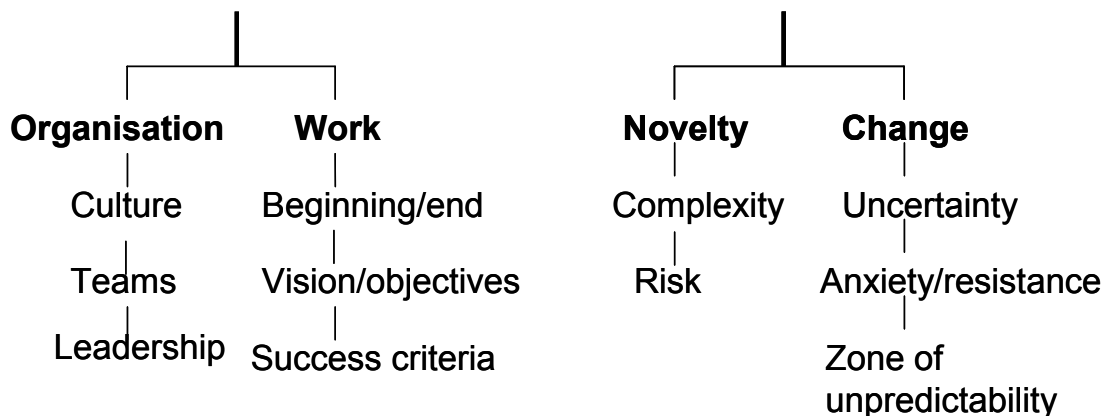 Organisation Work Novelty Change
Culture Beginning/end Complexity Uncertainty
Teams Vision/objectives Risk Anxiety/resistance
Leadership Success criteria Zone of
unpredictability